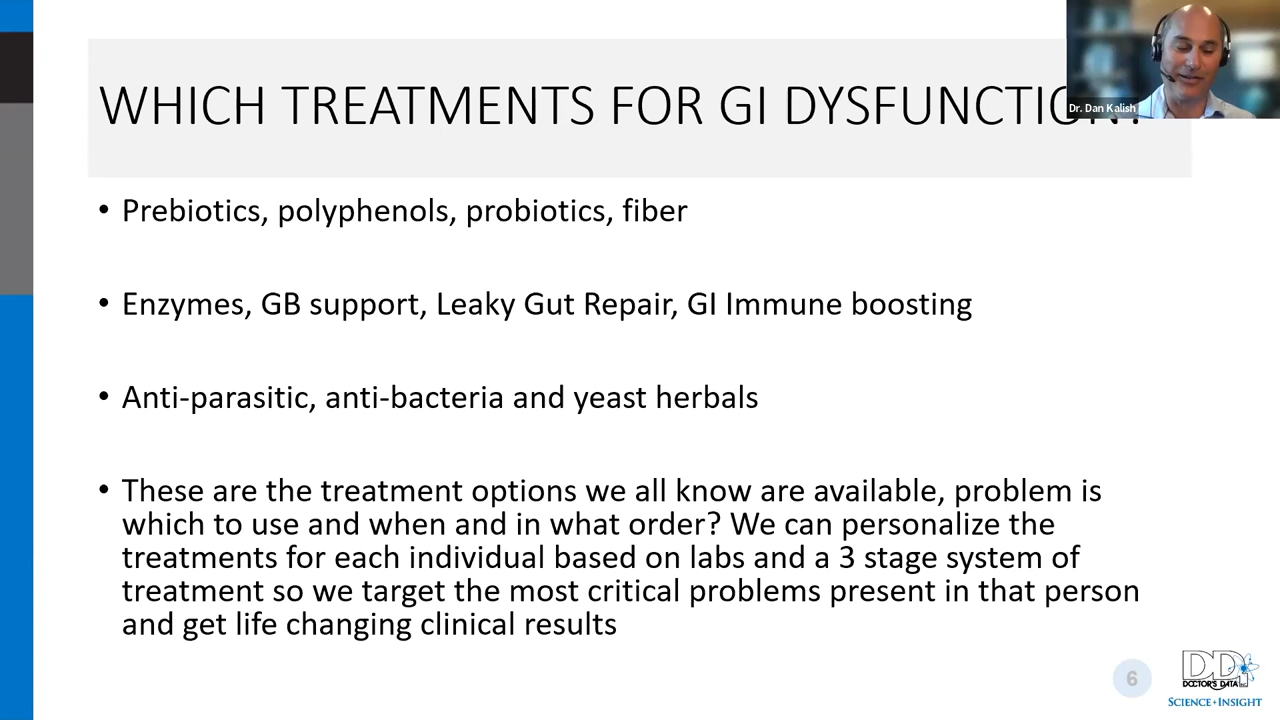 WHICH TREATMENTS FOR GI DYSFUNCTION?
Dr. Dan Kalish
• Prebiotics, polyphenols, probiotics, fiber
• Enzymes, GB support, Leaky Gut Repair, GI Immune boosting
• Anti-parasitic, anti-bacteria and yeast herbals
• These are the treatment options we all know are available, problem is
which to use and when and in what order? We can personalize the
treatments for each individual based on labs and a 3 stage system of
treatment so we target the most critical problems present in that person
and get life changing clinical results
6
DDI
DOCTOR'S DATA
SCIENCE + INSIGHT